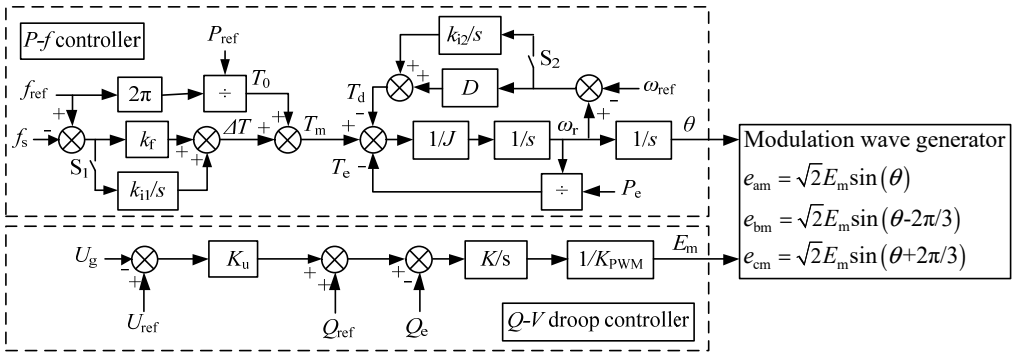 P-f controller
P_ref
f_ref
2π
÷
T_0
+
-
f_s
S_1
k_f
k_i1/s
+
+
ΔT
+
+
T_m
k_i2/s
S_2
D
+
+
T_d
+
-
T_e
-
1/J
1/s
ω_r
+
-
ω_ref
1/s
θ
÷
P_e
Modulation wave generator
e_am = √2E_m sin(θ)
e_bm = √2E_m sin(θ-2π/3)
e_cm = √2E_m sin(θ+2π/3)
U_g
-
+
U_ref
K_u
+
+
Q_ref
+
-
Q_e
K/s
1/K_PWM
E_m
Q-V droop controller